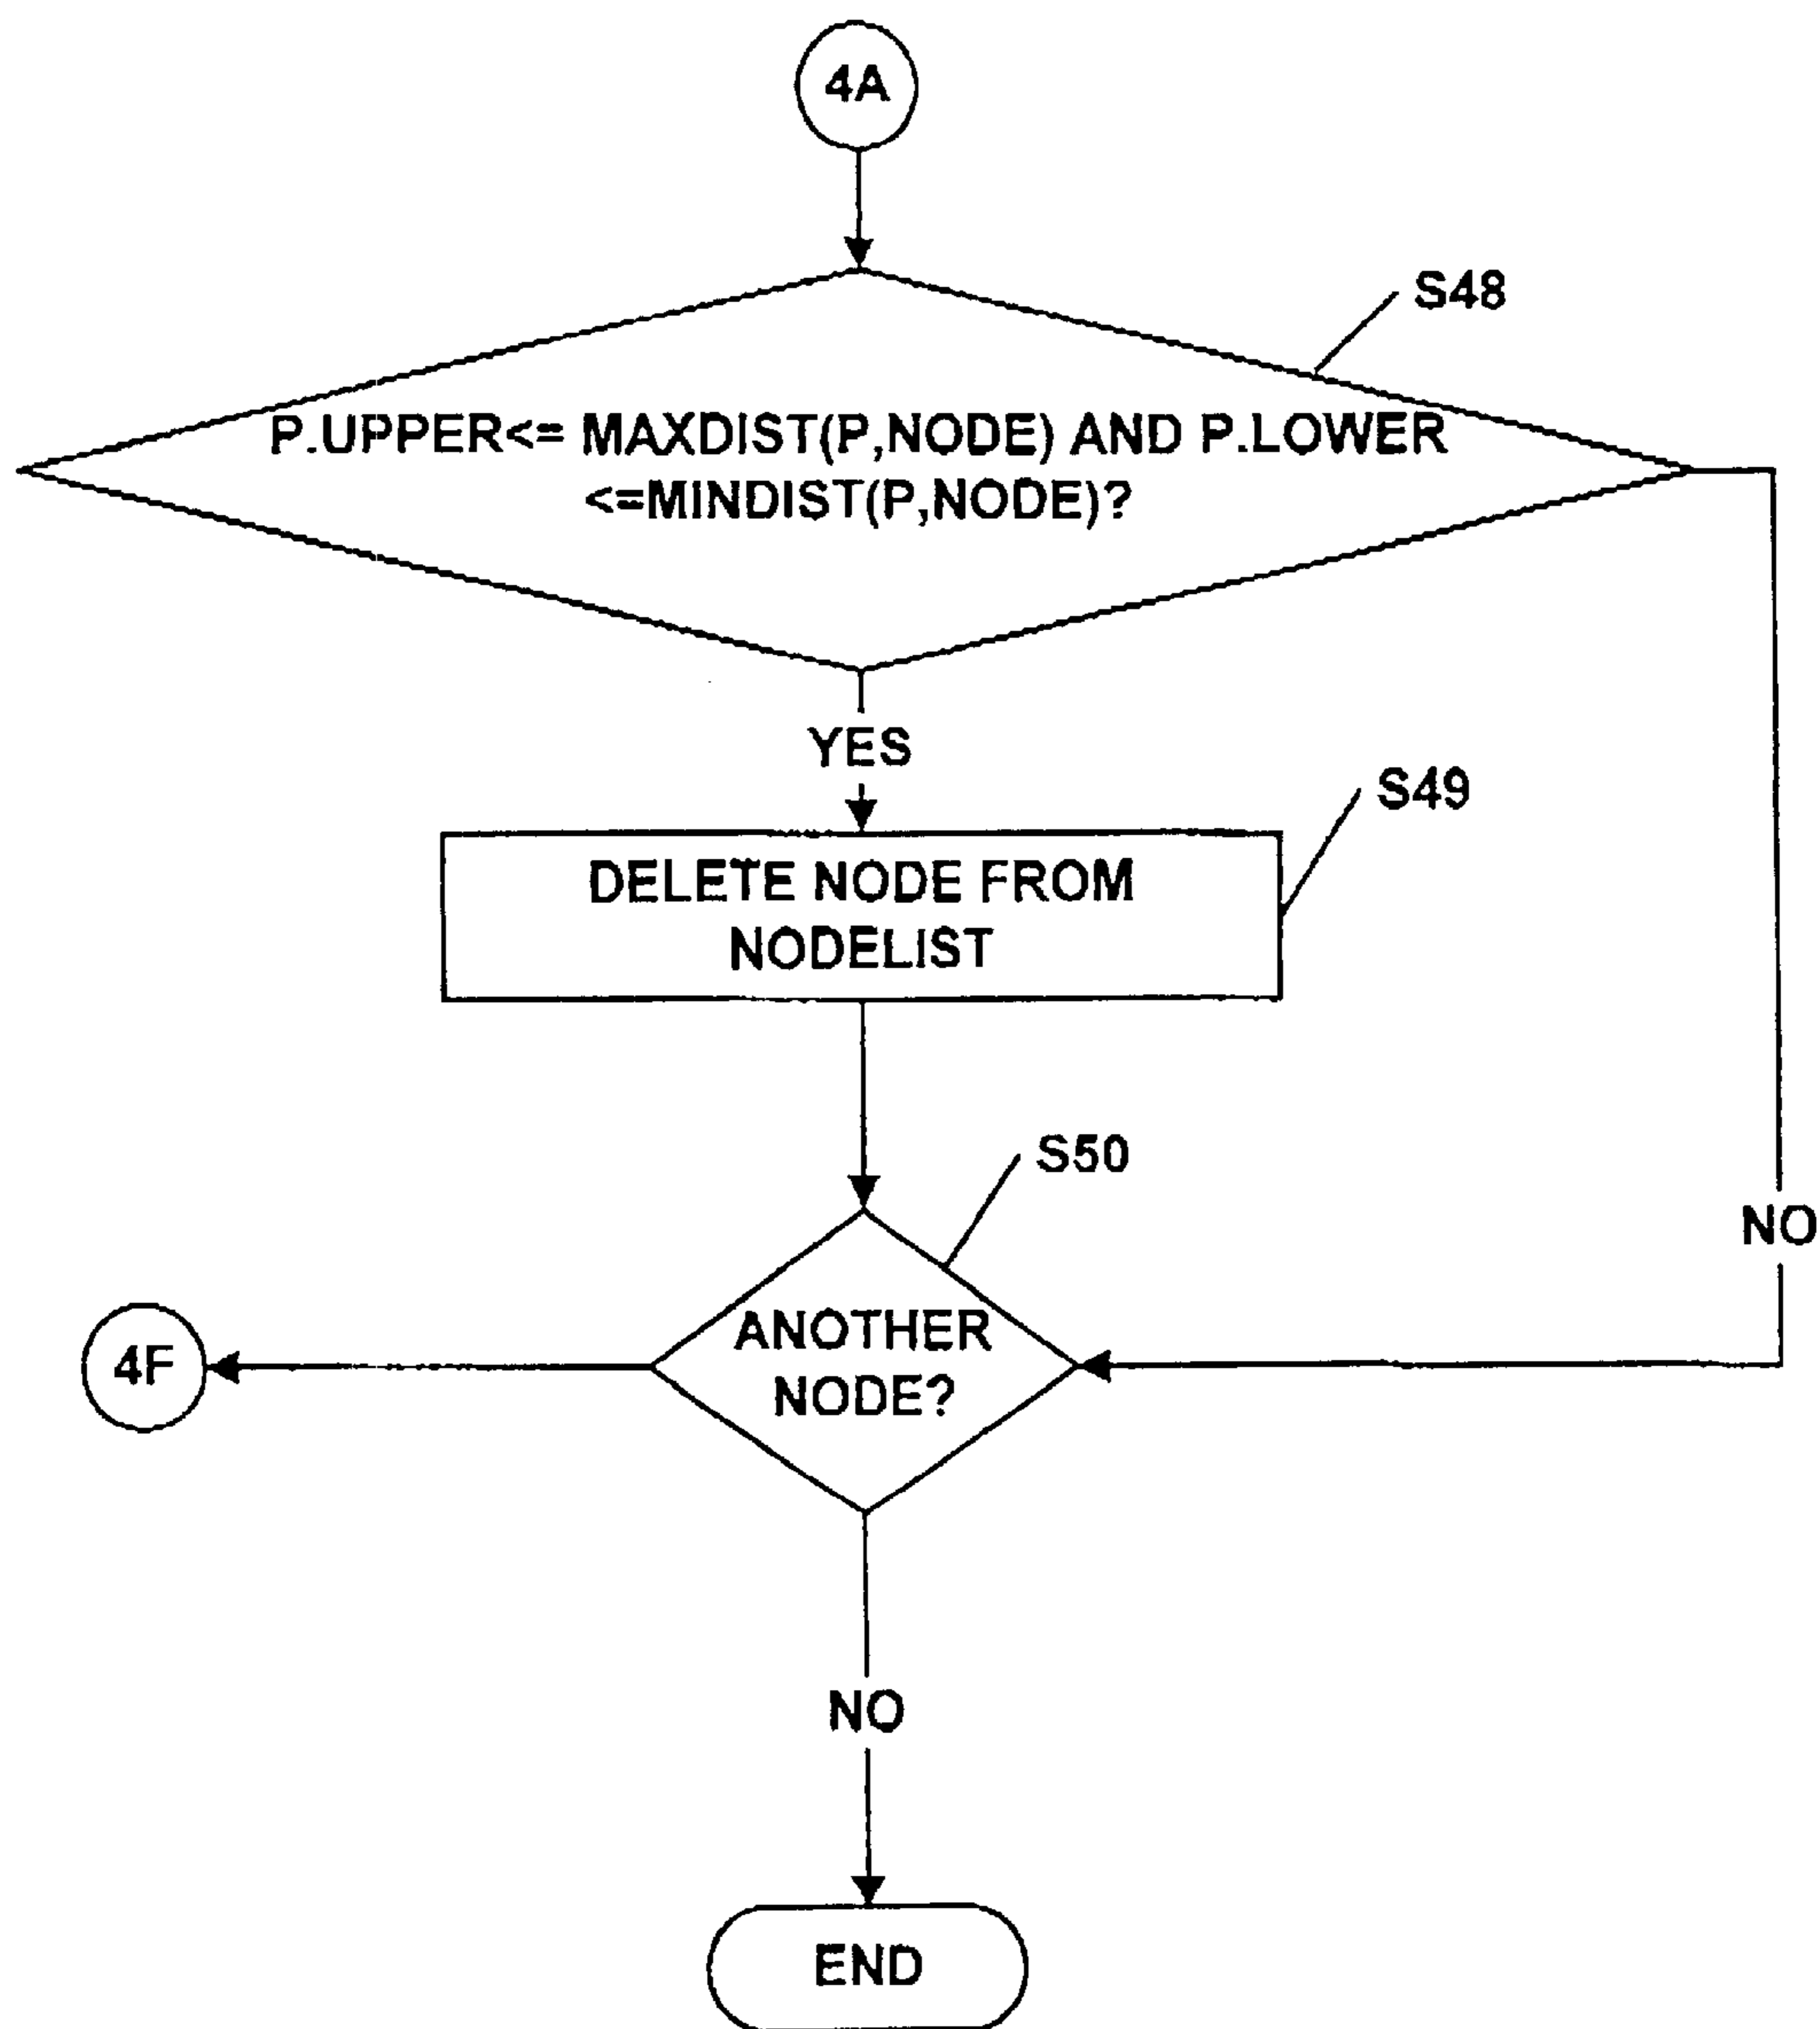 4A
S48
P.UPPER<= MAXDIST(P,NODE) AND P.LOWER
<=MINDIST(P,NODE)?
YES
S49
DELETE NODE FROM
NODELIST
S50
NO
ANOTHER
NODE?
4F
NO
END